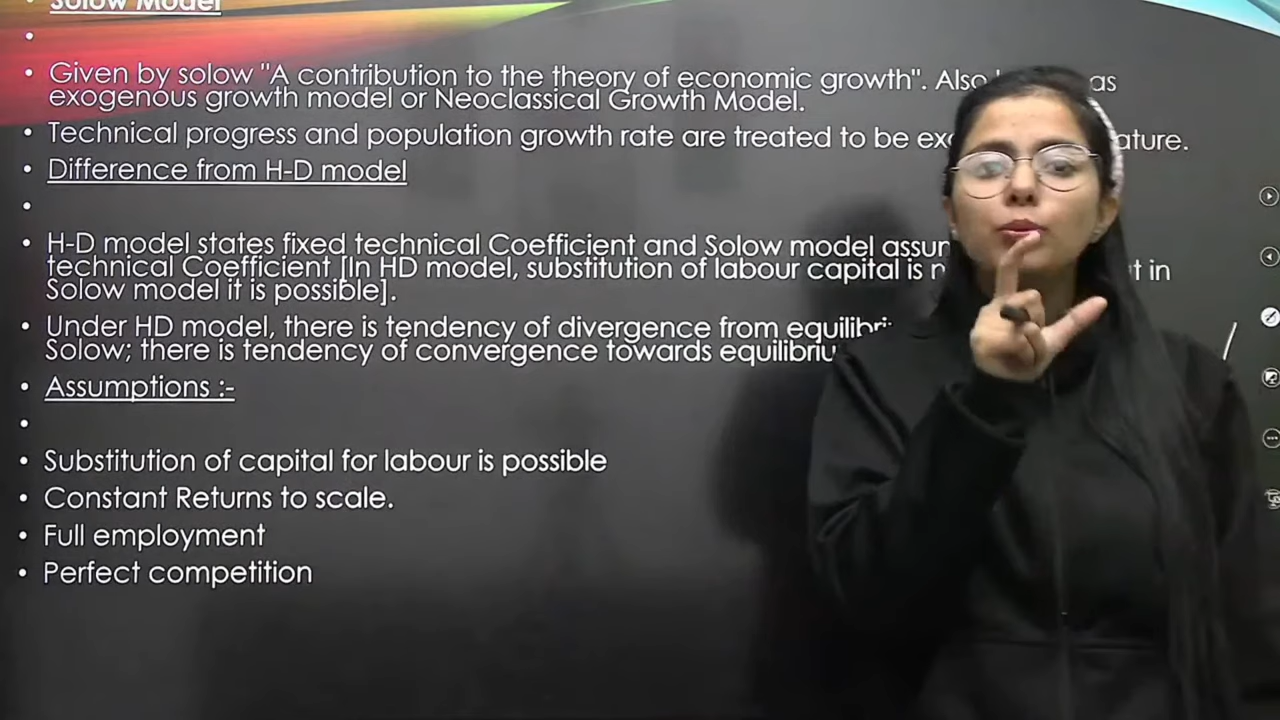 Solow Model
Given by solow "A contribution to the theory of economic growth". Also as
exogenous growth model or Neoclassical Growth Model.
Technical progress and population growth rate are treated to be
Difference from H-D model
H-D model states fixed technical Coefficient and Solow model
technical Coefficient [In HD model, substitution of labour capital is in
Solow model it is possible].
Under HD model, there is tendency of divergence from
Solow; there is tendency of convergence towards
Assumptions :-
Substitution of capital for labour is possible
Constant Returns to scale.
Full employment
Perfect competition